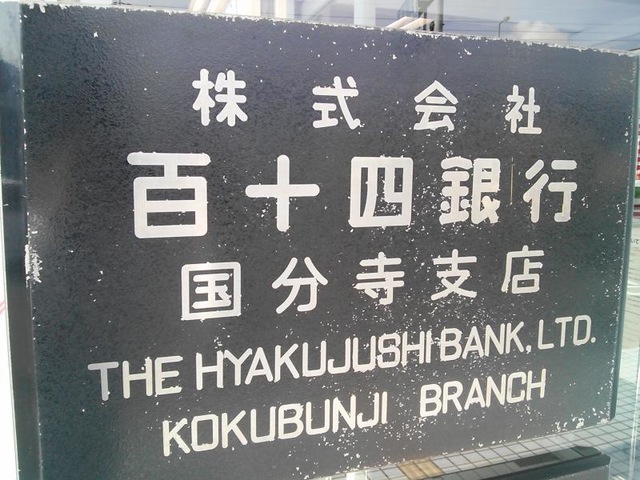 株式会社
百十四銀行
国分寺支店
THE HYAKUJUSHI BANK, LTD.
KOKUBUNJI BRANCH